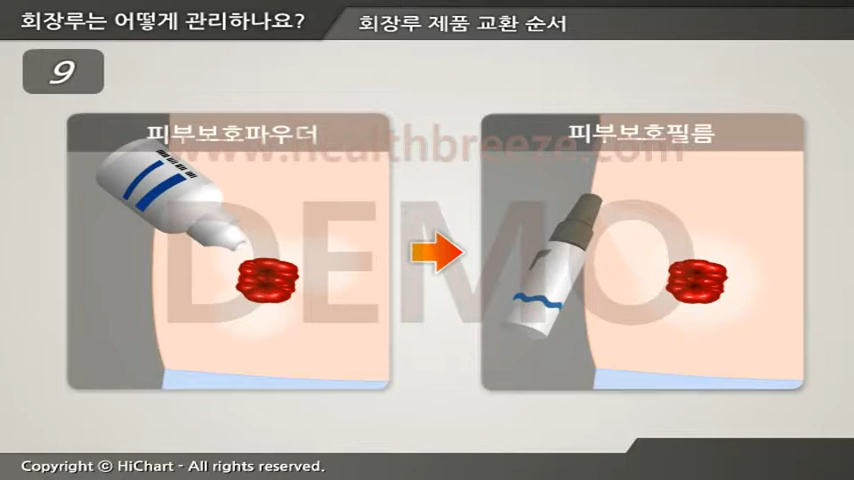 회장루는 어떻게 관리하나요?
회장루 제품 교환 순서
9
피부보호파우더
피부보호필름
www.healthbreeze.com
DEMO
Copyright ⓒ HiChart - All rights reserved.